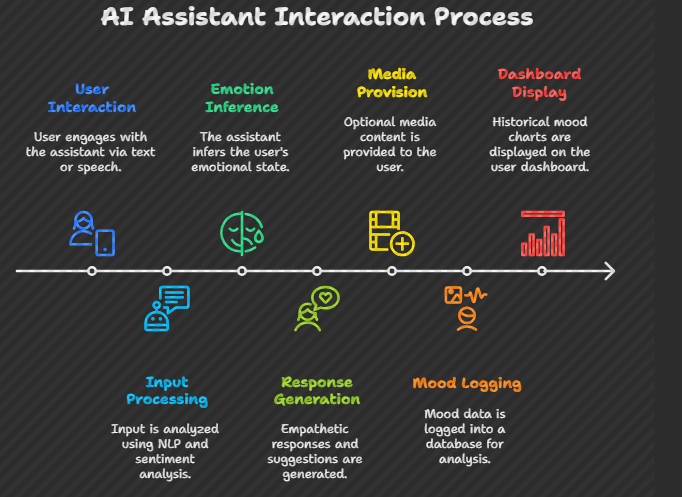 AI Assistant Interaction Process
User
Interaction
User engages with
the assistant via text
or speech.
Input
Processing
Input is analyzed
using NLP and
sentiment
analysis.
Emotion
Inference
The assistant
infers the user's
emotional state.
Response
Generation
Empathetic
responses and
suggestions are
generated.
Media
Provision
Optional media
content is
provided to the
user.
Mood Logging
Mood data is
logged into a
database for
analysis.
Dashboard
Display
Historical mood
charts are
displayed on the
user dashboard.